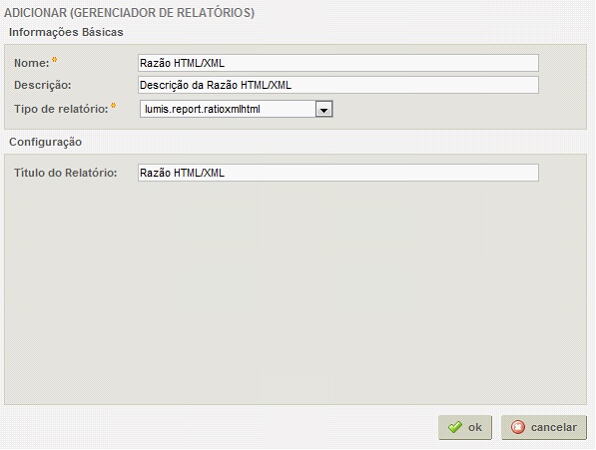 ADICIONAR (GERENCIADOR DE RELATÓRIOS)
Informações Básicas
Nome:* Razão HTML/XML
Descrição: Descrição da Razão HTML/XML
Tipo de relatório:* lumis.report.ratioxmlhtml
Configuração
Título do Relatório: Razão HTML/XML
ok cancelar